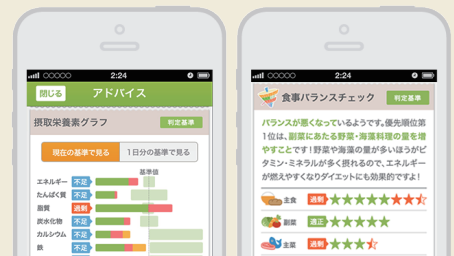 2:24
閉じる
アドバイス
摂取栄養素グラフ
判定基準
現在の基準で見る
1日分の基準で見る
基準値
エネルギー 不足
たんぱく質 不足
脂質 過剰
炭水化物 不足
カルシウム 不足
鉄 不足
2:24
食事バランスチェック
判定基準
バランスが悪くなっているようです。優先順位第
1位は、副菜にあたる野菜・海藻料理の量を増
やすことです!野菜や海藻の量が多いほうがビ
タミン・ミネラルが多く摂れるので、エネルギー
が燃えやすくなりダイエットにも効果的ですよ!
主食 過剰
副菜 適正
主菜 過剰